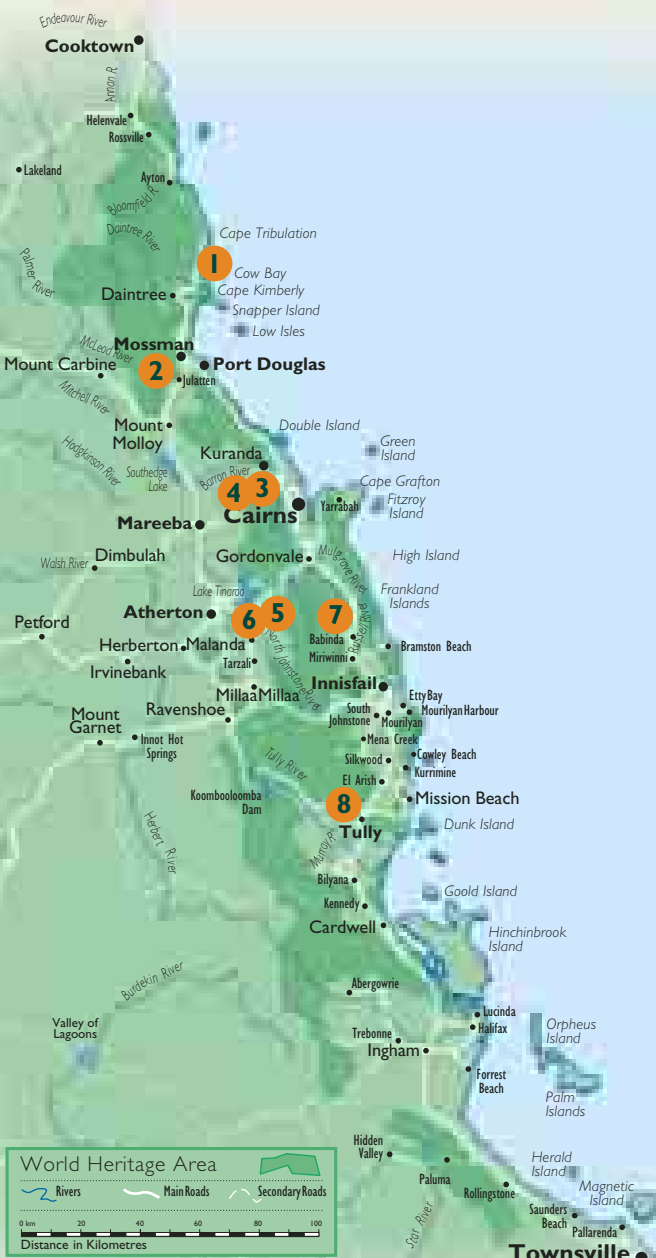 Endeavour River
Cooktown
Annan R
Helenvale
Rossville
Lakeland
Ayton
Bloomfield R.
Daintree River
Cape Tribulation
Palmer River
1
Cow Bay
Cape Kimberly
Daintree
Snapper Island
Low Isles
McLeod River
Mossman
Mount Carbine
2
Port Douglas
Julatten
Mitchell River
Mount
Molloy
Double Island
Green
Island
Hodgkinson River
Kuranda
Southedge
Lake
Barron River
4
3
Cape Grafton
Yarrabah
Fitzroy
Island
Cairns
Mareeba
Walsh River
Dimbulah
Gordonvale
Mulgrave River
High Island
Lake Tinaroo
Frankland
Islands
Petford
Atherton
6
5
7
Russell River
Herberton
Malanda
Babinda
Bramston Beach
Irvinebank
Tarzali
North Johnstone River
Miriwinni
Millaa Millaa
Innisfail
Etty Bay
Mount
Garnet
Ravenshoe
South
Johnstone
Mourilyan
Mourilyan Harbour
Innot Hot
Springs
Mena Creek
Tully River
Silkwood
Cowley Beach
Kurrimine
El Arish
Koombooloomba
Dam
8
Mission Beach
Herbert River
Tully
Dunk Island
Murray R
Bilyana
Kennedy
Goold Island
Cardwell
Hinchinbrook
Island
Burdekin River
Abergowrie
Valley of
Lagoons
Lucinda
Halifax
Trebonne
Ingham
Orpheus
Island
Forrest
Beach
Palm
Islands
Hidden
Valley
Paluma
Herald
Island
Rollingstone
Magnetic
Island
Star River
Saunders
Beach
Pallarenda
Townsville
World Heritage Area
Rivers
Main Roads
Secondary Roads
0 km 20 40 60 80 100
Distance in Kilometres